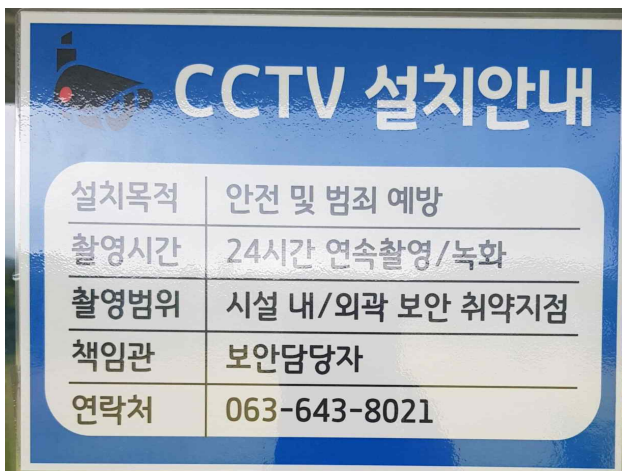 CCTV 설치안내
설치목적 안전 및 범죄 예방
촬영시간 24시간 연속촬영/녹화
촬영범위 시설 내/외곽 보안 취약지점
책임관 보안담당자
연락처 063-643-8021